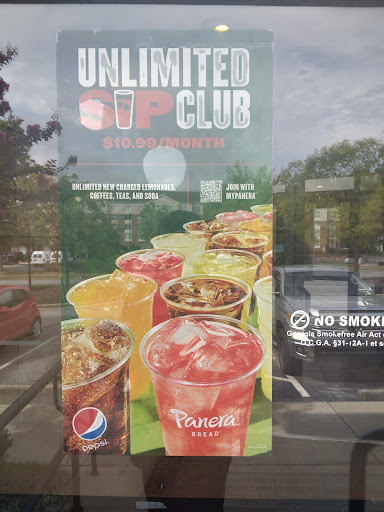 UNLIMITED
SIP CLUB
$10.99/MONTH
UNLIMITED NEW CHARGED LEMONADES,
COFFEES, TEAS, AND SODA
JOIN WITH
MYPANERA
NO SMOKI
Georgia Smokefree Air Act
O.C.G.A. §31-12A-1 et s
Panera
BREAD
pepsi